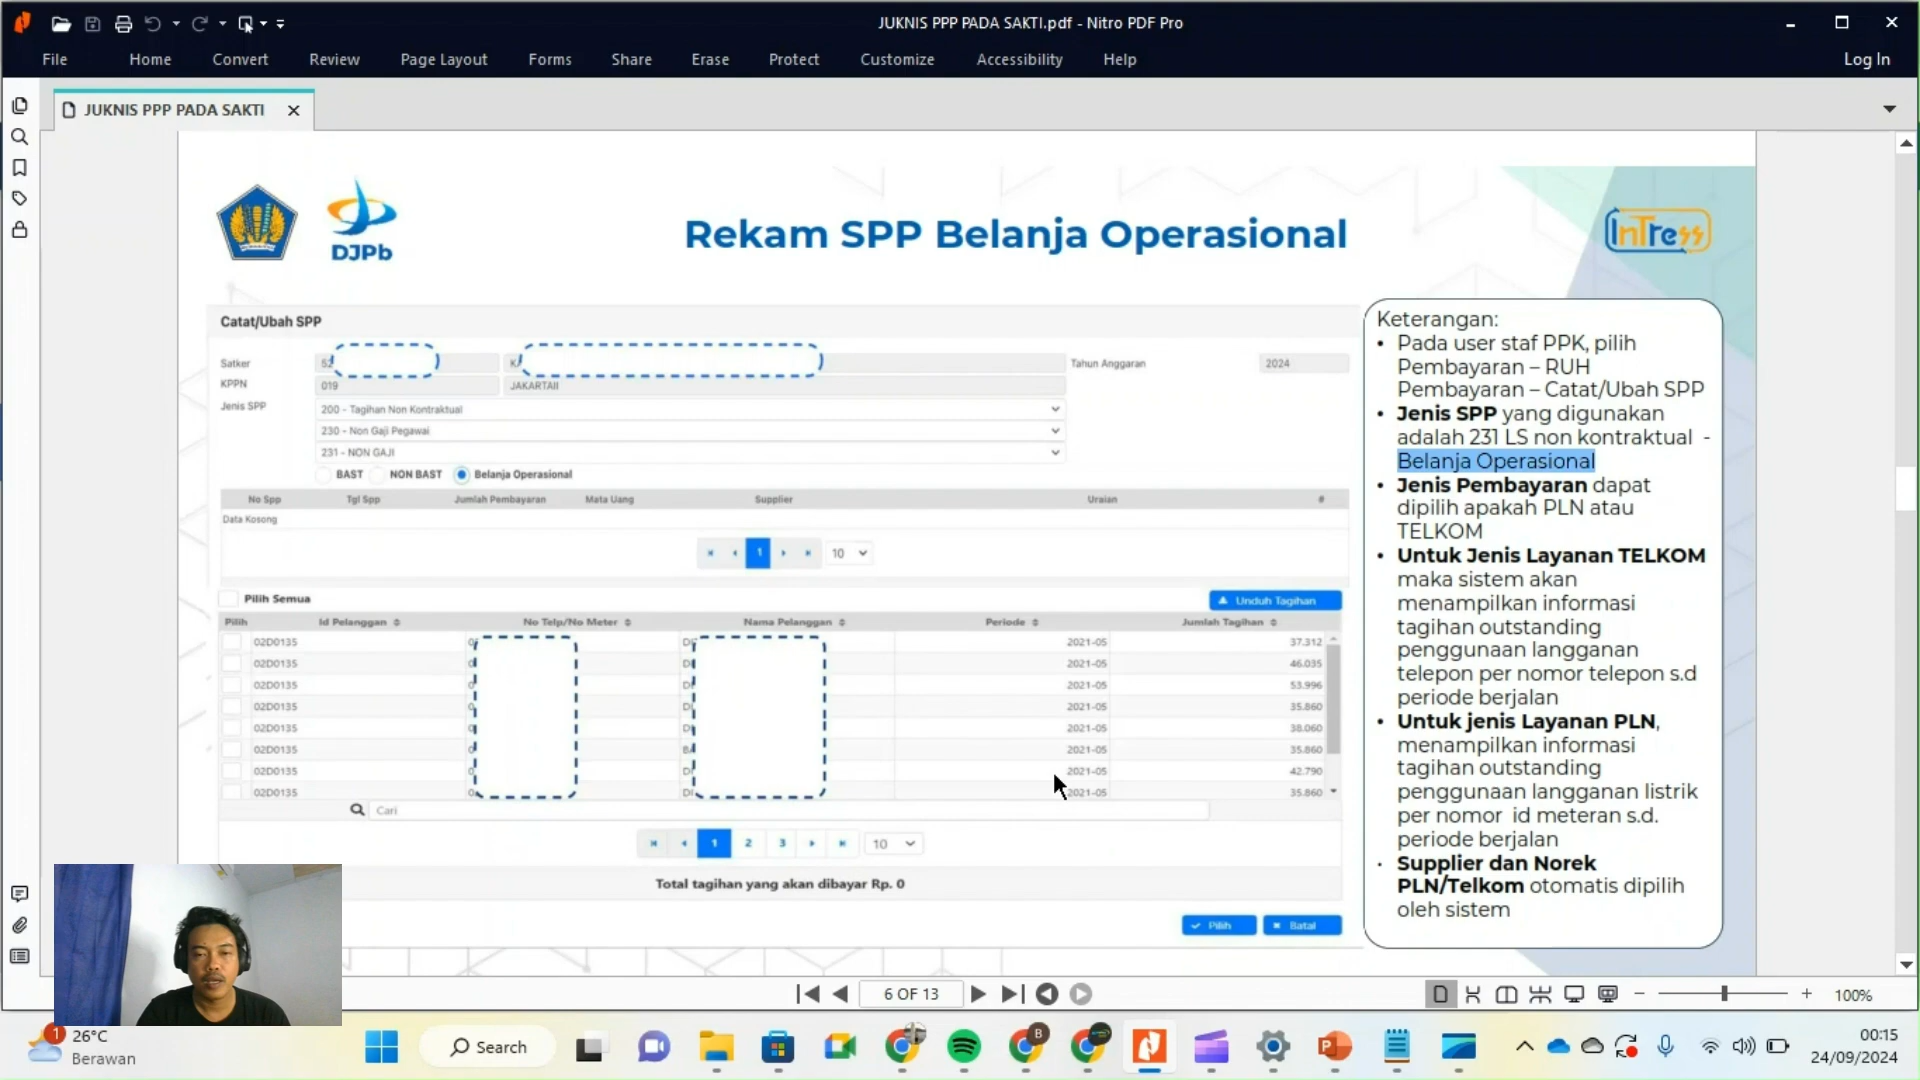 JUKNIS PPP PADA SAKTI.pdf - Nitro PDF Pro
File Home Convert Review Page Layout Forms Share Erase Protect Customize Accessibility Help Log In
JUKNIS PPP PADA SAKTI
DJPb
Rekam SPP Belanja Operasional
InTress
Catat/Ubah SPP
Satker 52 K Tahun Anggaran 2024
KPPN 019 JAKARTAII
Jenis SPP 200 - Tagihan Non Kontraktual
230 - Non Gaji Pegawai
231 - NON GAJI
BAST NON BAST Belanja Operasional
No Spp Tgl Spp Jumlah Pembayaran Mata Uang Supplier Uraian #
Data Kosong
1 10
Pilih Semua Unduh Tagihan
Pilih Id Pelanggan No Telp/No Meter Nama Pelanggan Periode Jumlah Tagihan
02D0135 2021-05 37.312
02D0135 2021-05 46.035
02D0135 2021-05 53.996
02D0135 2021-05 35.860
02D0135 2021-05 38.060
02D0135 2021-05 35.860
02D0135 2021-05 42.790
02D0135 2021-05 35.860
Cari
1 2 3 10
Total tagihan yang akan dibayar Rp. 0
Pilih Batal
Keterangan:
• Pada user staf PPK, pilih
Pembayaran – RUH
Pembayaran – Catat/Ubah SPP
• Jenis SPP yang digunakan
adalah 231 LS non kontraktual -
Belanja Operasional
• Jenis Pembayaran dapat
dipilih apakah PLN atau
TELKOM
• Untuk Jenis Layanan TELKOM
maka sistem akan
menampilkan informasi
tagihan outstanding
penggunaan langganan
telepon per nomor telepon s.d
periode berjalan
• Untuk jenis Layanan PLN,
menampilkan informasi
tagihan outstanding
penggunaan langganan listrik
per nomor id meteran s.d.
periode berjalan
• Supplier dan Norek
PLN/Telkom otomatis dipilih
oleh sistem
6 OF 13
100%
1
26°C
Berawan
Search
B
00:15
24/09/2024